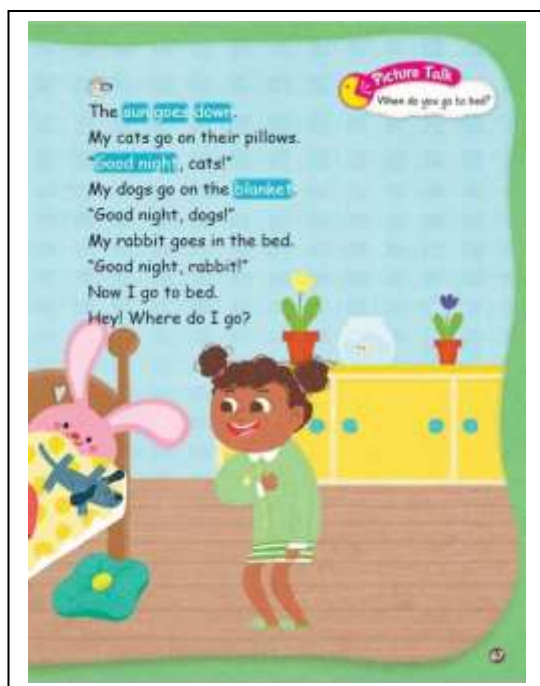 Picture Talk
When do you go to bed?
The sun goes down.
My cats go on their pillows.
"Good night, cats!"
My dogs go on the blanket.
"Good night, dogs!"
My rabbit goes in the bed.
"Good night, rabbit!"
Now I go to bed.
Hey! Where do I go?